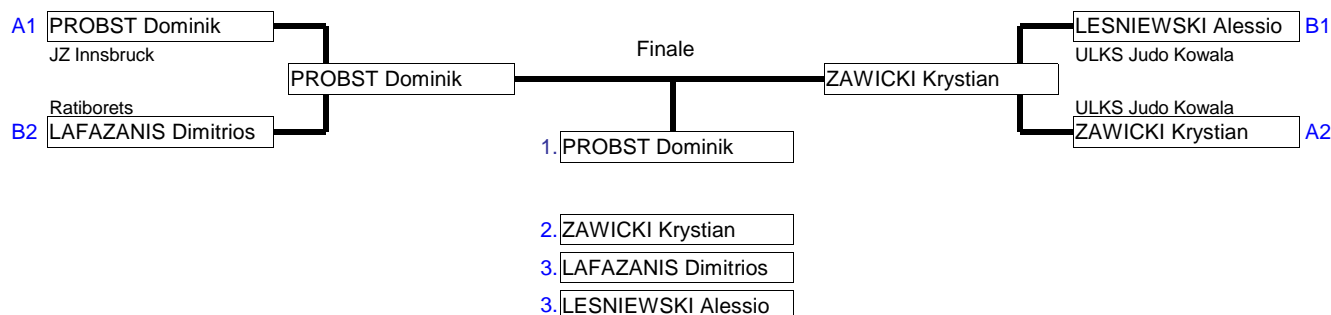 A1 PROBST Dominik
JZ Innsbruck
PROBST Dominik
Ratiborets
B2 LAFAZANIS Dimitrios
Finale
LESNIEWSKI Alessio B1
ULKS Judo Kowala
ZAWICKI Krystian
ULKS Judo Kowala
ZAWICKI Krystian A2
1. PROBST Dominik
2. ZAWICKI Krystian
3. LAFAZANIS Dimitrios
3. LESNIEWSKI Alessio